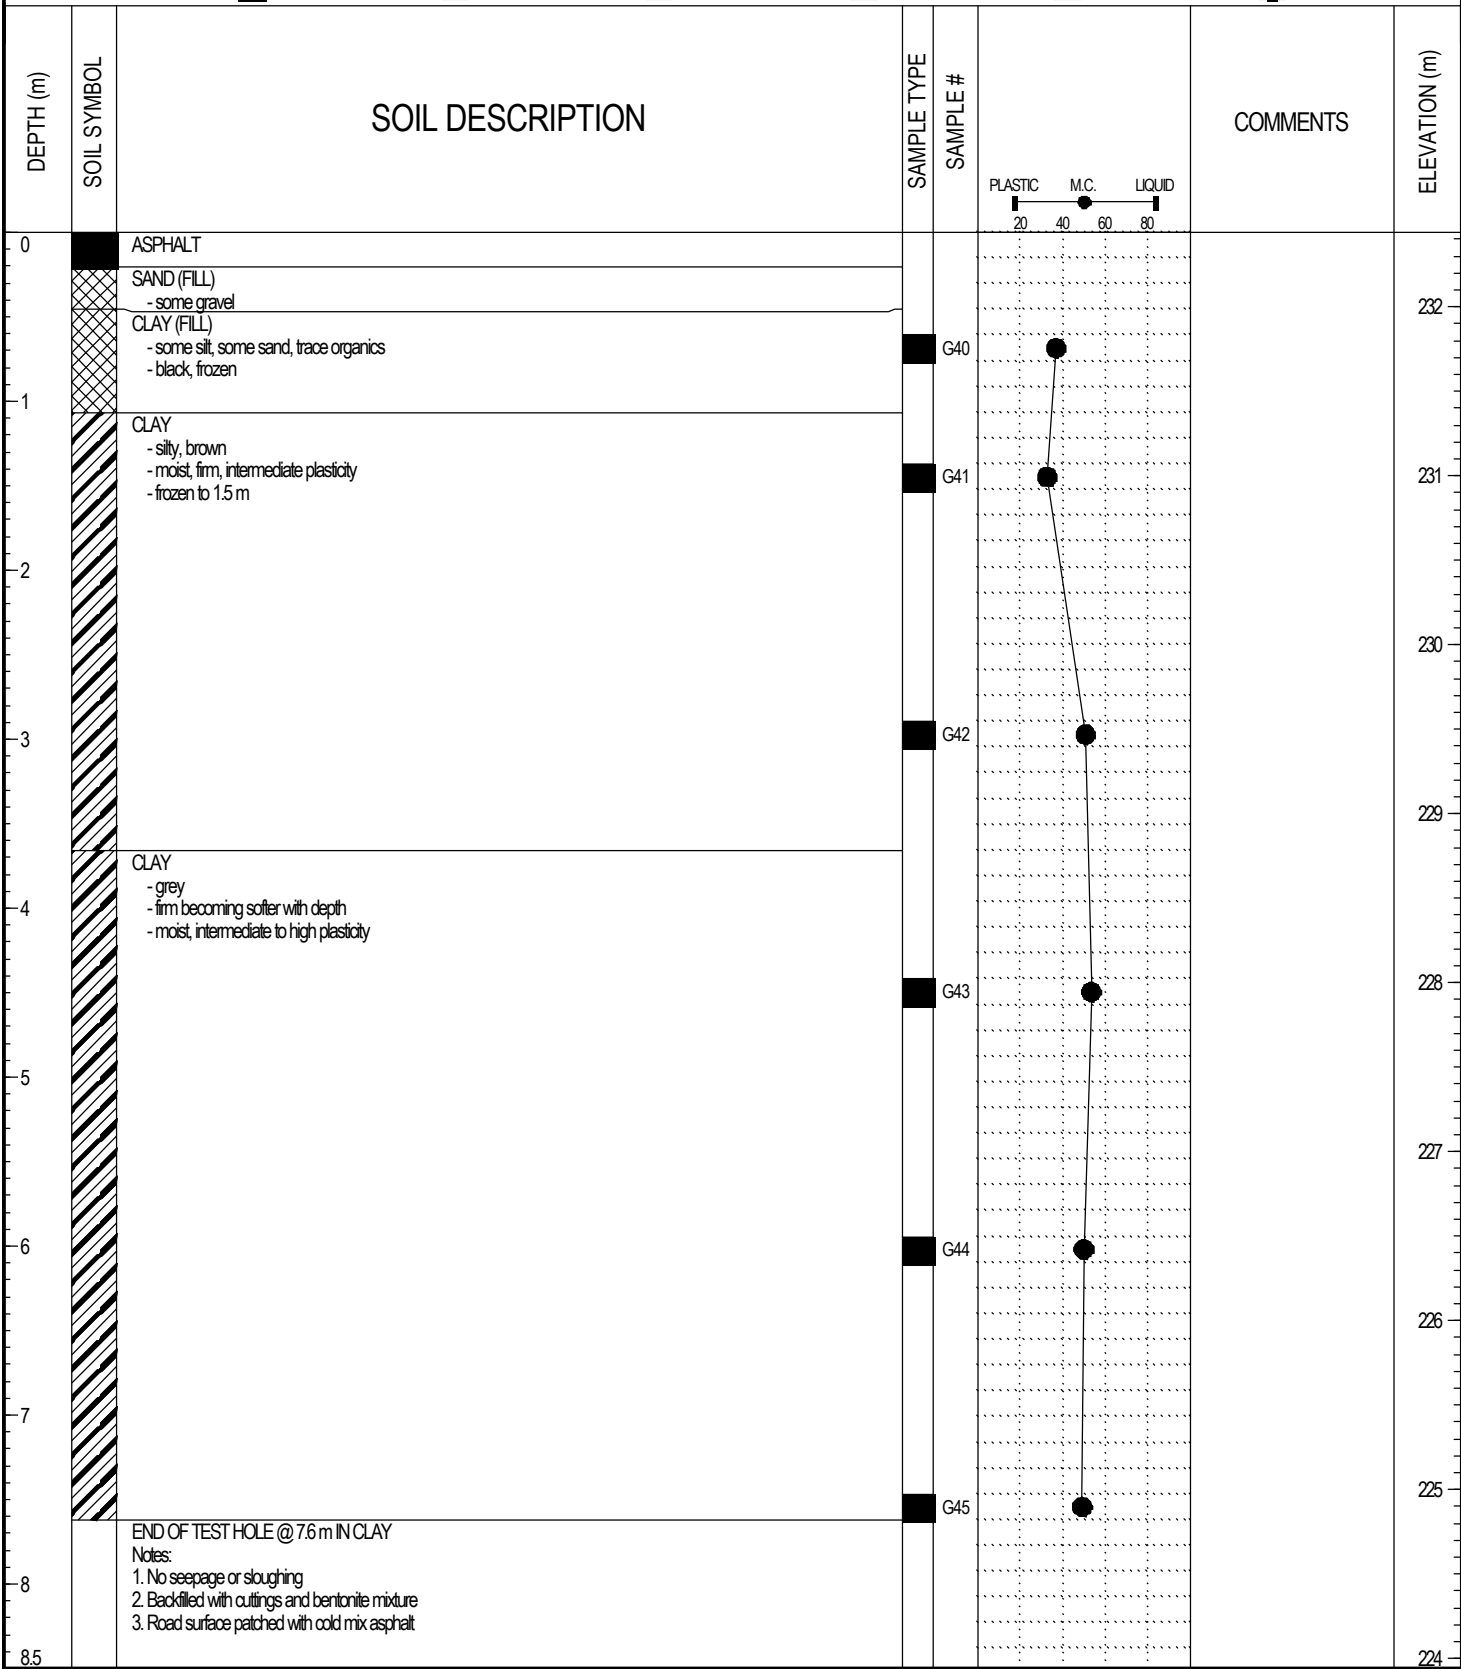 DEPTH (m)
SOIL SYMBOL
SOIL DESCRIPTION
SAMPLE TYPE
SAMPLE #
PLASTIC M.C. LIQUID
20 40 60 80
COMMENTS
ELEVATION (m)
0
ASPHALT
SAND (FILL)
- some gravel
232
CLAY (FILL)
- some silt, some sand, trace organics
G40
- black, frozen
1
CLAY
- silty, brown
- moist, firm, intermediate plasticity
G41
231
- frozen to 1.5 m
2
230
3
G42
229
CLAY
- grey
4
- firm becoming softer with depth
- moist, intermediate to high plasticity
228
G43
5
227
6
G44
226
7
225
G45
END OF TEST HOLE @ 7.6 m IN CLAY
Notes:
1. No seepage or sloughing
8
2. Backfilled with cuttings and bentonite mixture
3. Road surface patched with cold mix asphalt
8.5
224